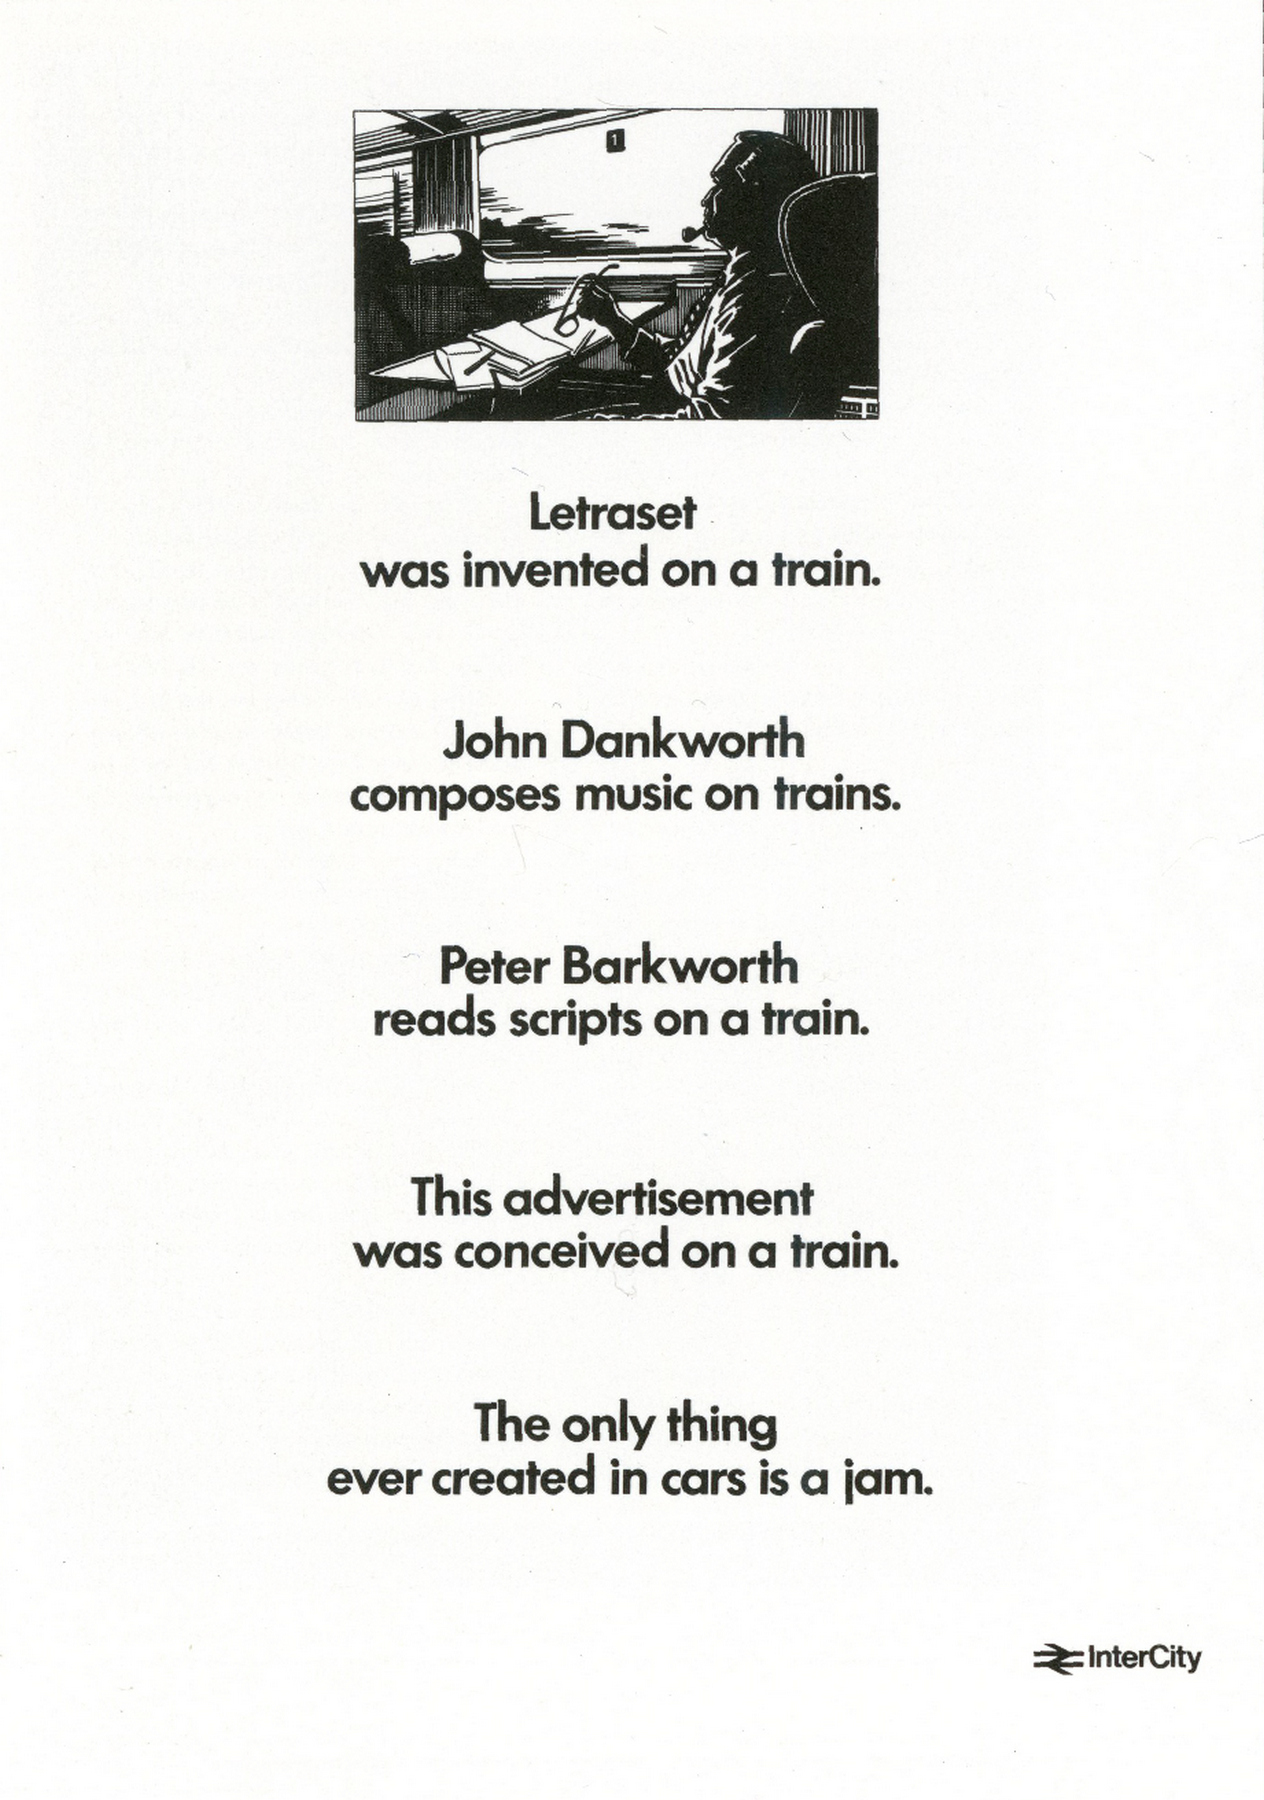 1
Letraset
was invented on a train.
John Dankworth
composes music on trains.
Peter Barkworth
reads scripts on a train.
This advertisement
was conceived on a train.
The only thing
ever created in cars is a jam.
InterCity